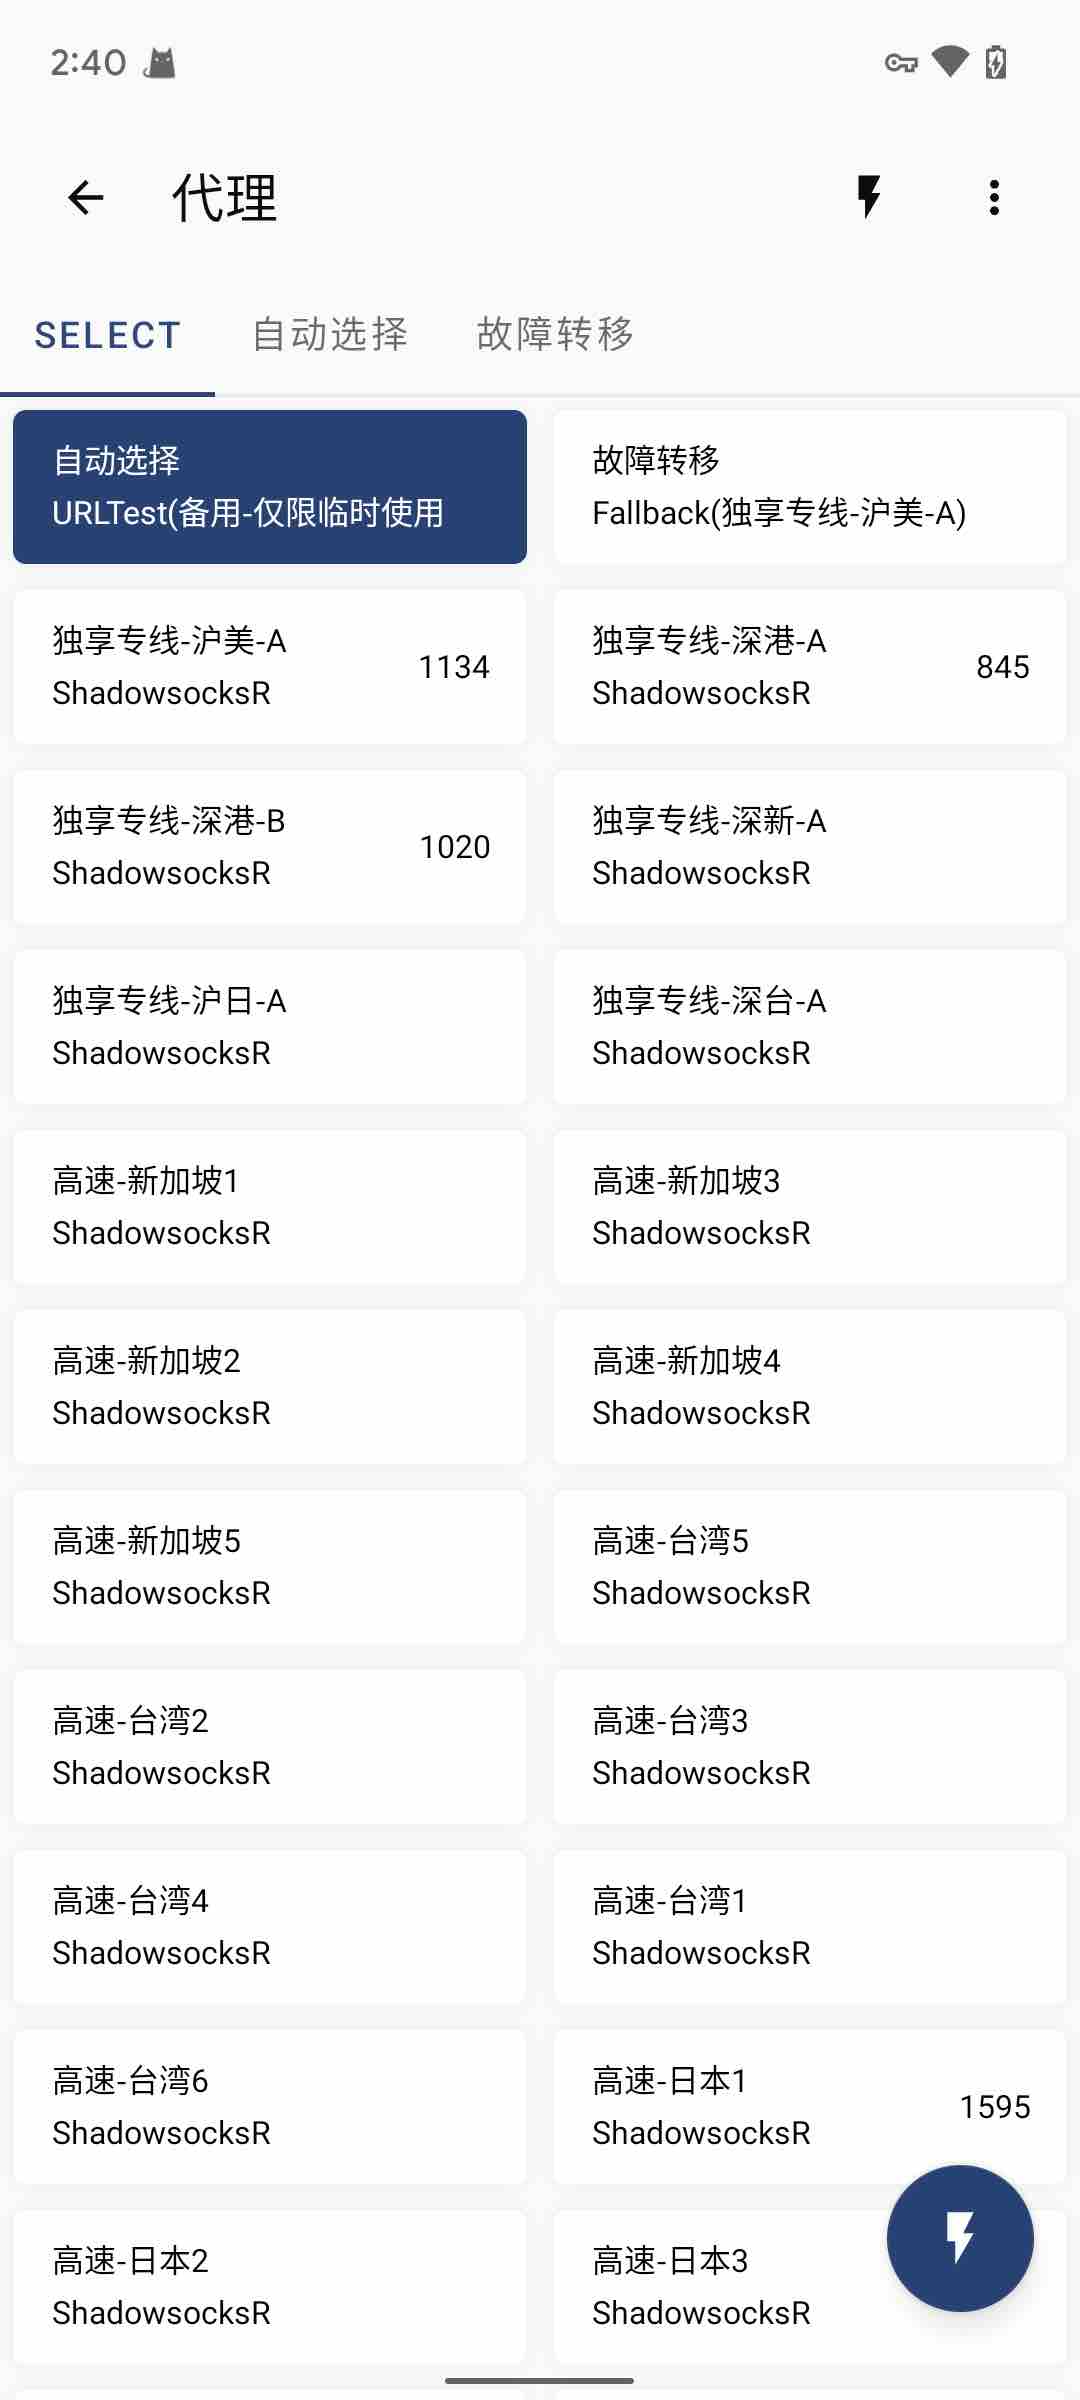 2:40
代理
SELECT 自动选择 故障转移
自动选择
URLTest(备用-仅限临时使用
故障转移
Fallback(独享专线-沪美-A)
独享专线-沪美-A
ShadowsocksR
1134
独享专线-深港-A
ShadowsocksR
845
独享专线-深港-B
ShadowsocksR
1020
独享专线-深新-A
ShadowsocksR
独享专线-沪日-A
ShadowsocksR
独享专线-深台-A
ShadowsocksR
高速-新加坡1
ShadowsocksR
高速-新加坡3
ShadowsocksR
高速-新加坡2
ShadowsocksR
高速-新加坡4
ShadowsocksR
高速-新加坡5
ShadowsocksR
高速-台湾5
ShadowsocksR
高速-台湾2
ShadowsocksR
高速-台湾3
ShadowsocksR
高速-台湾4
ShadowsocksR
高速-台湾1
ShadowsocksR
高速-台湾6
ShadowsocksR
高速-日本1
ShadowsocksR
1595
高速-日本2
ShadowsocksR
高速-日本3
ShadowsocksR